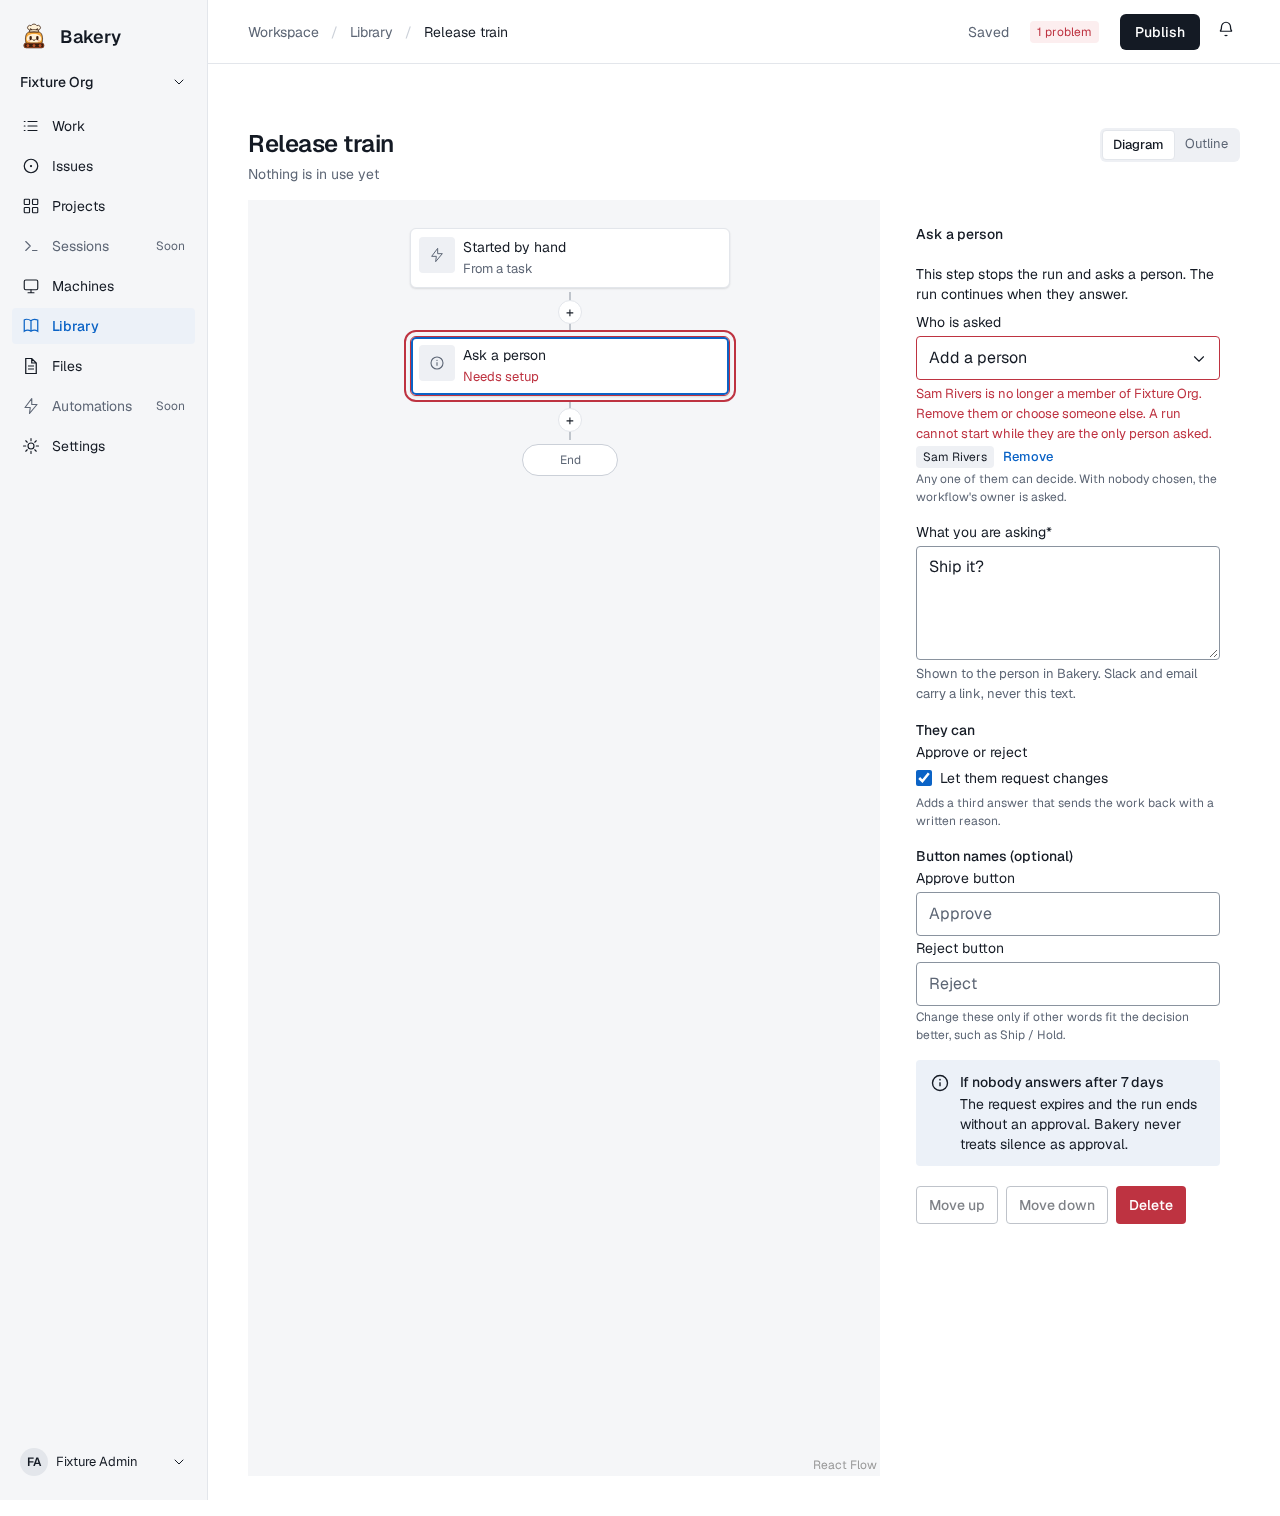 Bakery
Fixture Org
Work
Issues
Projects
Sessions Soon
Machines
Library
Files
Automations Soon
Settings
FA Fixture Admin
Workspace / Library / Release train
Saved
1 problem
Publish
Release train
Nothing is in use yet
Diagram
Outline
Started by hand
From a task
+
Ask a person
Needs setup
+
End
React Flow
Ask a person
This step stops the run and asks a person. The
run continues when they answer.
Who is asked
Add a person
Sam Rivers is no longer a member of Fixture Org.
Remove them or choose someone else. A run
cannot start while they are the only person asked.
Sam Rivers Remove
Any one of them can decide. With nobody chosen, the
workflow's owner is asked.
What you are asking*
Ship it?
Shown to the person in Bakery. Slack and email
carry a link, never this text.
They can
Approve or reject
Let them request changes
Adds a third answer that sends the work back with a
written reason.
Button names (optional)
Approve button
Approve
Reject button
Reject
Change these only if other words fit the decision
better, such as Ship / Hold.
If nobody answers after 7 days
The request expires and the run ends
without an approval. Bakery never
treats silence as approval.
Move up
Move down
Delete